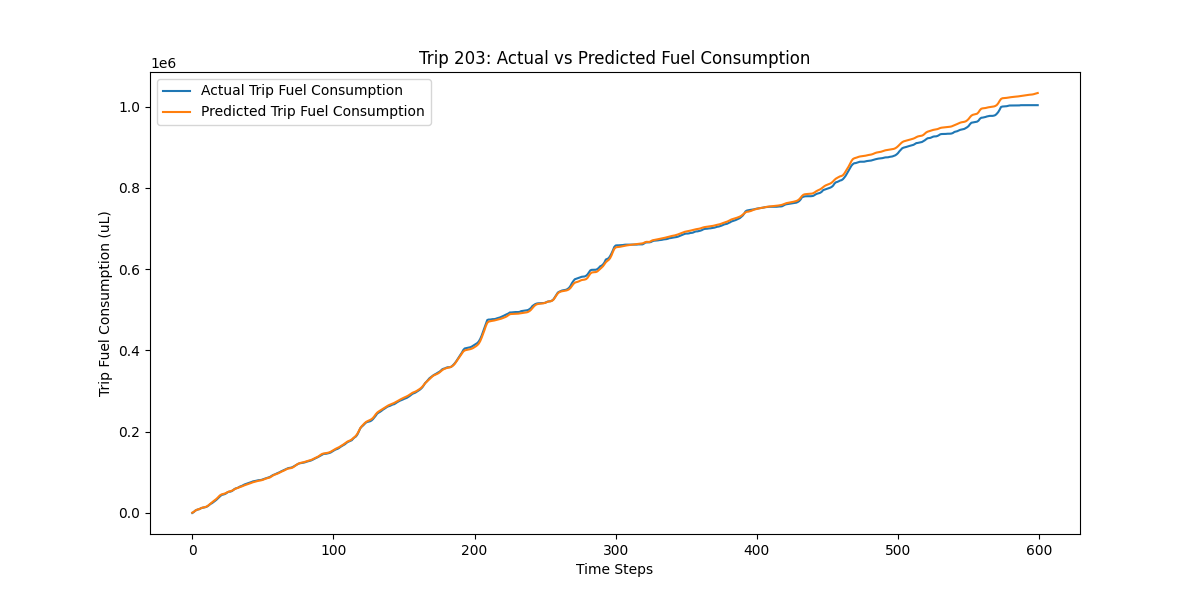 Trip 203: Actual vs Predicted Fuel Consumption
1e6
Actual Trip Fuel Consumption
Predicted Trip Fuel Consumption
1.0
0.8
0.6
0.4
0.2
0.0
Trip Fuel Consumption (uL)
0 100 200 300 400 500 600
Time Steps